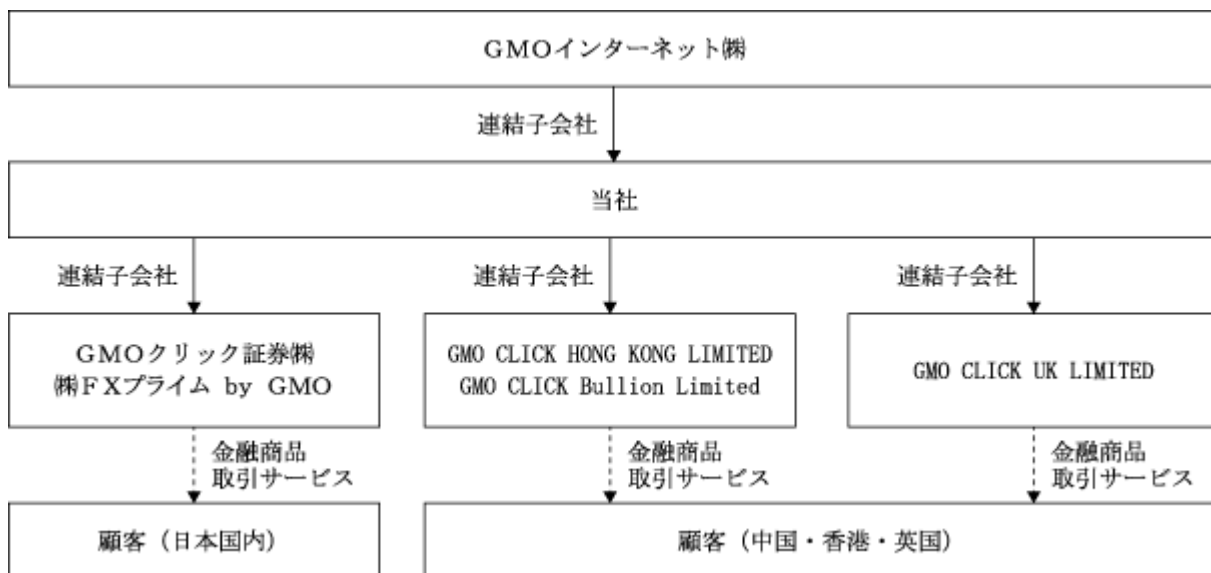 GMOインターネット㈱
連結子会社
当社
連結子会社
連結子会社
連結子会社
GMOクリック証券㈱
㈱FXプライム by GMO
GMO CLICK HONG KONG LIMITED
GMO CLICK Bullion Limited
GMO CLICK UK LIMITED
金融商品
取引サービス
金融商品
取引サービス
金融商品
取引サービス
顧客（日本国内）
顧客（中国・香港・英国）